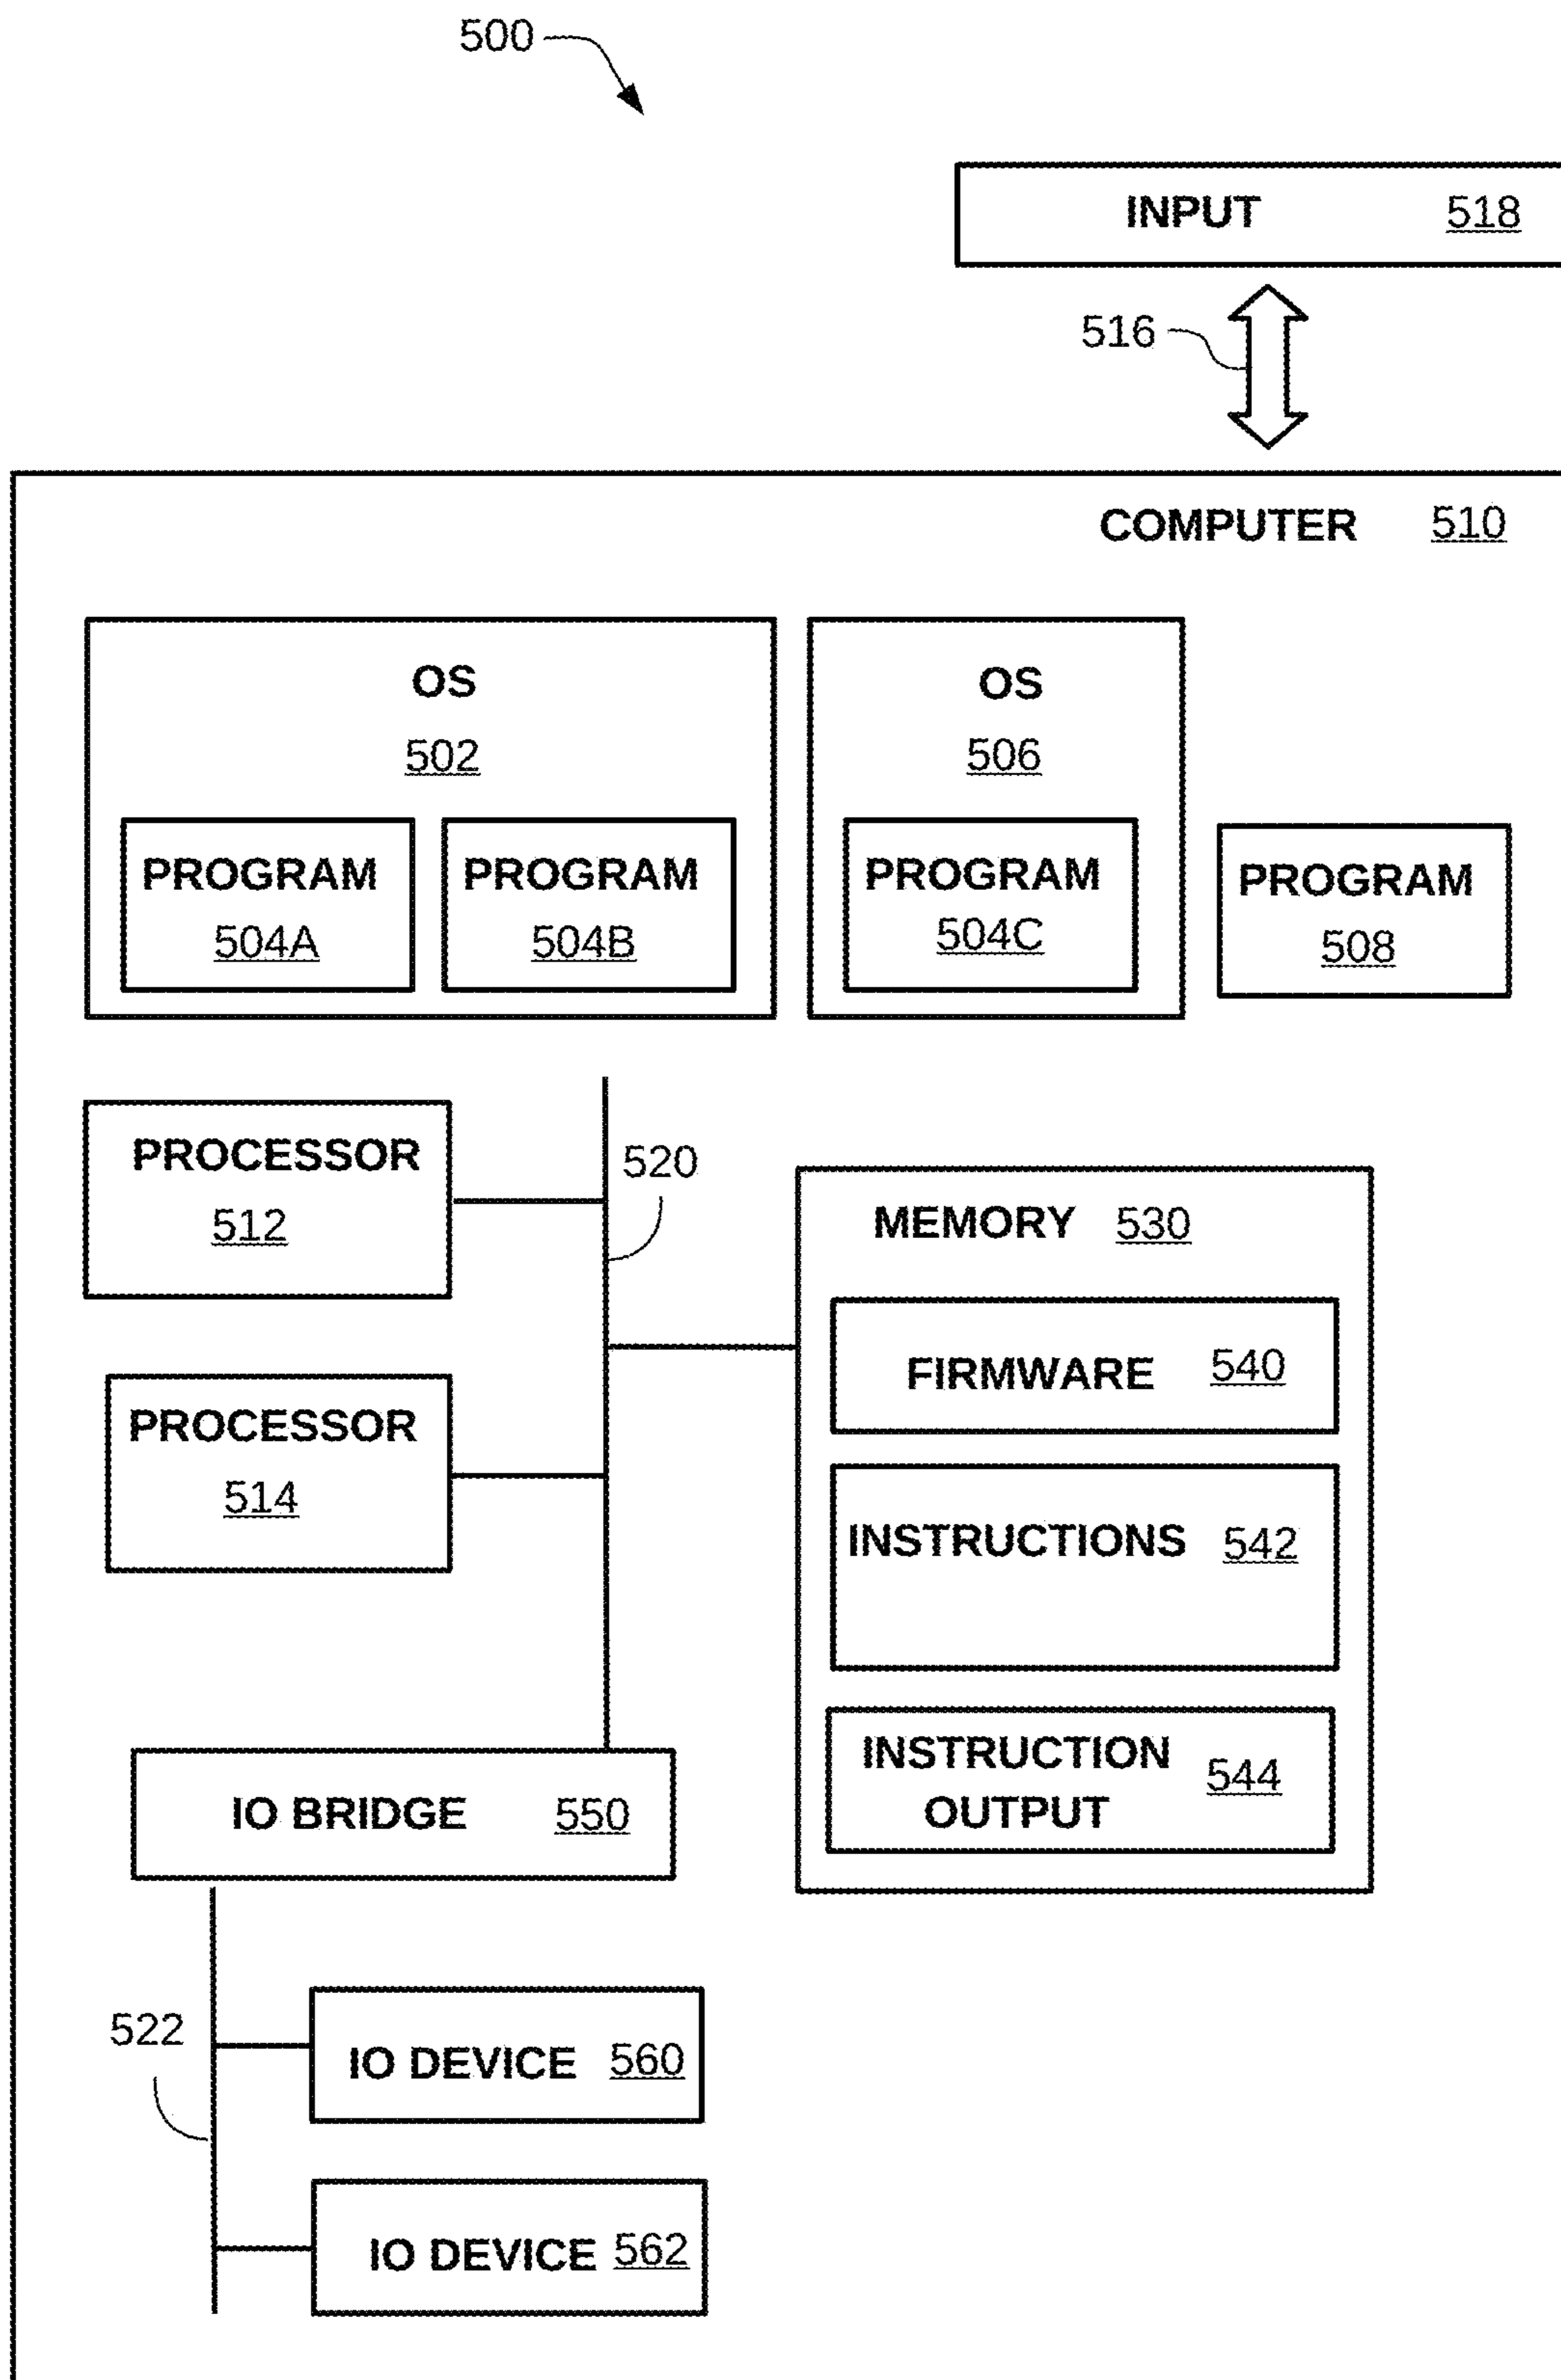 500
INPUT 518
516
COMPUTER 510
OS
502
PROGRAM
504A
PROGRAM
504B
OS
506
PROGRAM
504C
PROGRAM
508
PROCESSOR
512
520
MEMORY 530
FIRMWARE 540
PROCESSOR
514
INSTRUCTIONS 542
INSTRUCTION
OUTPUT
544
IO BRIDGE 550
522
IO DEVICE 560
IO DEVICE 562